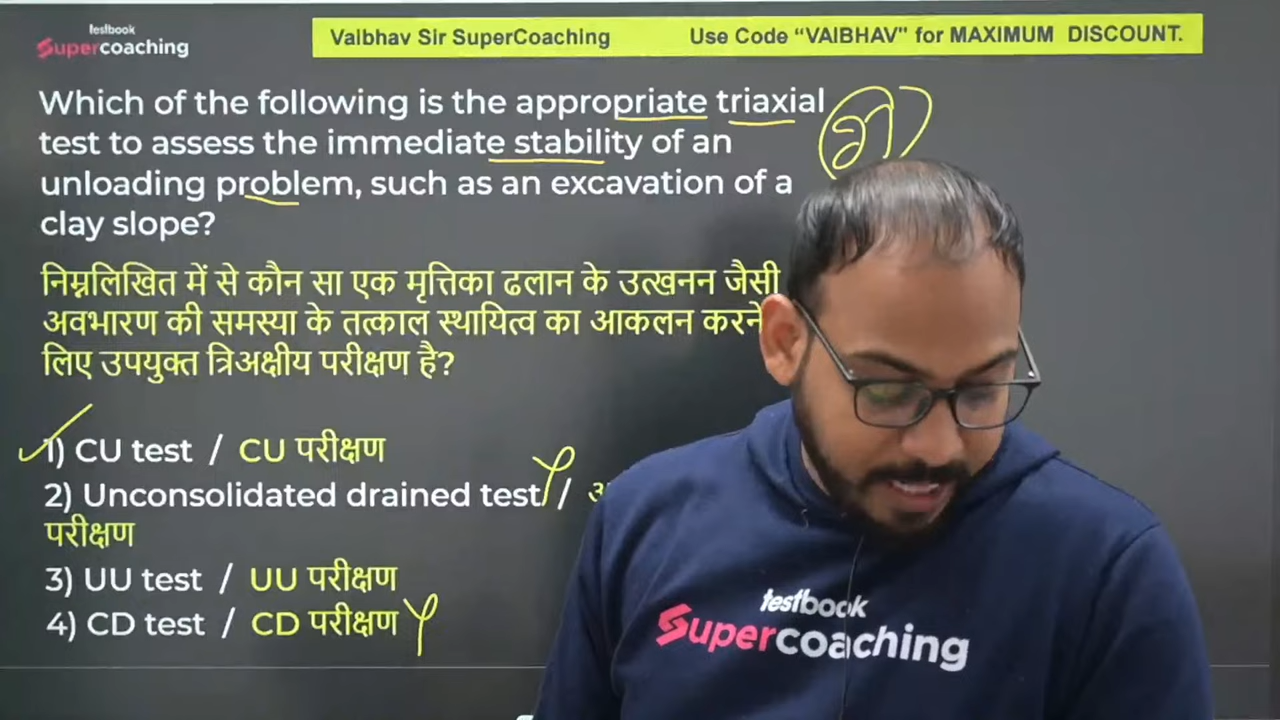 testbook
Supercoaching
Vaibhav Sir SuperCoaching Use Code “VAIBHAV" for MAXIMUM DISCOUNT.
Which of the following is the appropriate triaxial
test to assess the immediate stability of an
unloading problem, such as an excavation of a
clay slope?
निम्नलिखित में से कौन सा एक मृत्तिका ढलान के उत्खनन जैसी
अवभारण की समस्या के तत्काल स्थायित्व का आकलन करने
लिए उपयुक्त त्रिअक्षीय परीक्षण है?
1) CU test / CU परीक्षण
2) Unconsolidated drained test /
परीक्षण
3) UU test / UU परीक्षण
4) CD test / CD परीक्षण
testbook
Supercoaching